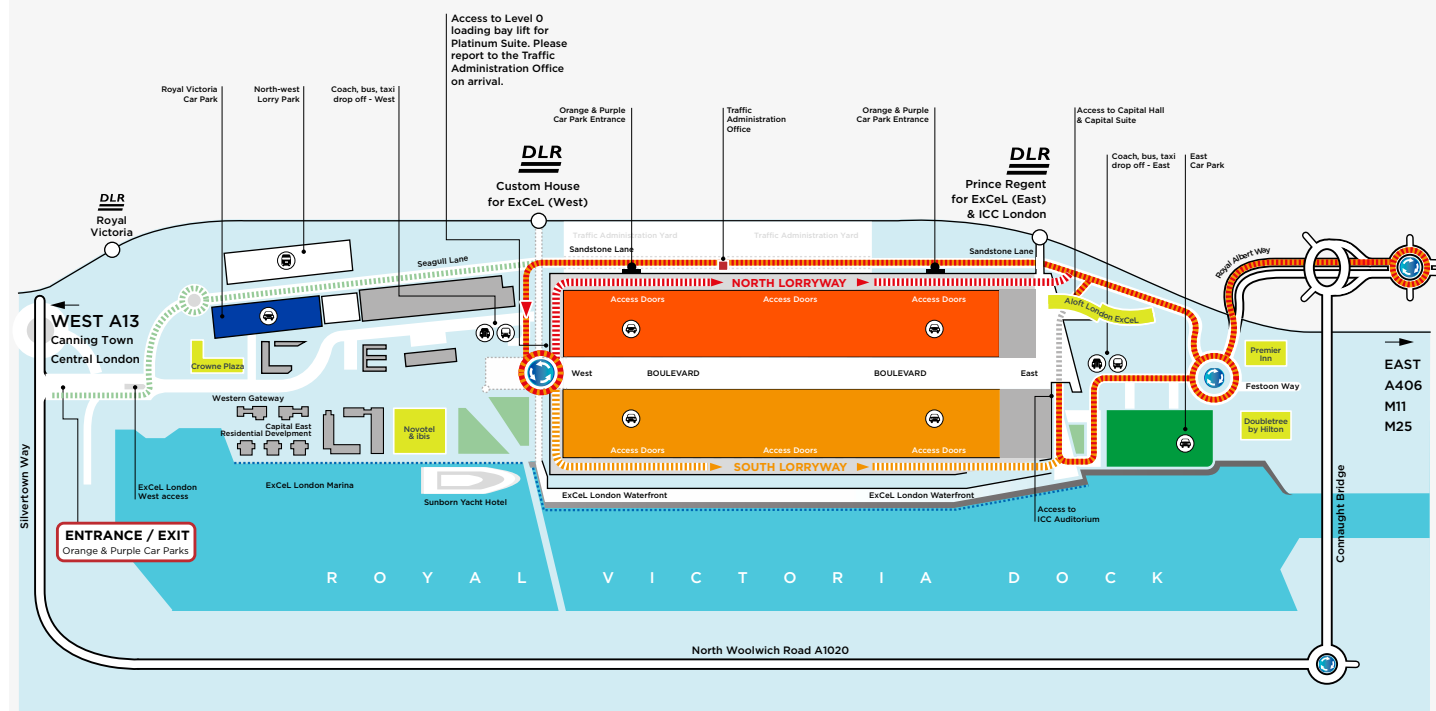 Access to Level 0
loading bay lift for
Platinum Suite. Please
report to the Traffic
Administration Office
on arrival.
Royal Victoria
Car Park
North-west
Lorry Park
Coach, bus, taxi
drop off - West
Orange & Purple
Car Park Entrance
Traffic
Administration
Office
Orange & Purple
Car Park Entrance
Access to Capital Hall
& Capital Suite
Coach, bus, taxi
drop off - East
East
Car Park
DLR
Custom House
for ExCeL (West)
DLR
Prince Regent
for ExCeL (East)
& ICC London
DLR
Royal
Victoria
Traffic Administration Yard
Traffic Administration Yard
Sandstone Lane
Sandstone Lane
Seagull Lane
Royal Albert Way
NORTH LORRYWAY
Access Doors
Access Doors
Access Doors
Aloft London ExCeL
WEST A13
Canning Town
Central London
Crowne Plaza
West
BOULEVARD
BOULEVARD
East
Premier
Inn
Festoon Way
EAST
A406
M11
M25
Western Gateway
Capital East
Residential Develpment
Novotel
& ibis
Doubletree
by Hilton
Access Doors
Access Doors
Access Doors
SOUTH LORRYWAY
ExCeL London
West access
ExCeL London Marina
Sunborn Yacht Hotel
ExCeL London Waterfront
ExCeL London Waterfront
Access to
ICC Auditorium
Silvertown Way
Connaught Bridge
ENTRANCE / EXIT
Orange & Purple Car Parks
ROYAL VICTORIA DOCK
North Woolwich Road A1020